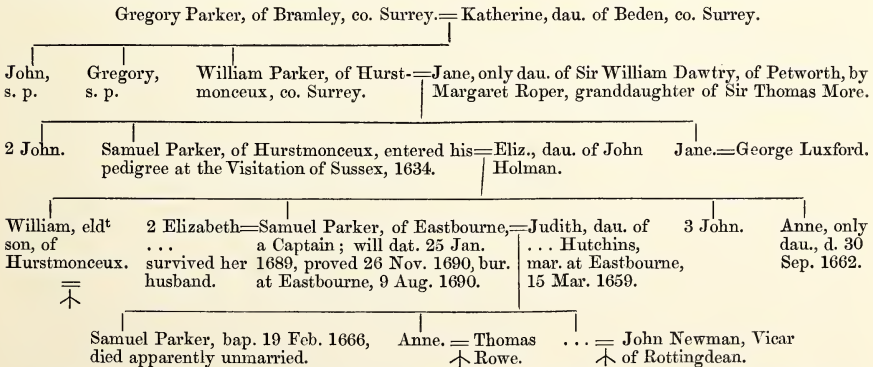 Gregory Parker, of Bramley, co. Surrey.=Katherine, dau. of Beden, co. Surrey.
John, s. p.
Gregory, s. p.
William Parker, of Hurst-=Jane, only dau. of Sir William Dawtry, of Petworth, by
monceux, co. Surrey. Margaret Roper, granddaughter of Sir Thomas More.
2 John.
Samuel Parker, of Hurstmonceux, entered his=Eliz., dau. of John
pedigree at the Visitation of Sussex, 1634. Holman.
Jane.=George Luxford.
William, eldᵗ
son, of
Hurstmonceux.
=
2 Elizabeth=Samuel Parker, of Eastbourne,=Judith, dau. of
. . . a Captain; will dat. 25 Jan. . . . Hutchins,
survived her 1689, proved 26 Nov. 1690, bur. mar. at Eastbourne,
husband. at Eastbourne, 9 Aug. 1690. 15 Mar. 1659.
3 John.
Anne, only
dau., d. 30
Sep. 1662.
Samuel Parker, bap. 19 Feb. 1666,
died apparently unmarried.
Anne. = Thomas
Rowe.
. . . = John Newman, Vicar
of Rottingdean.